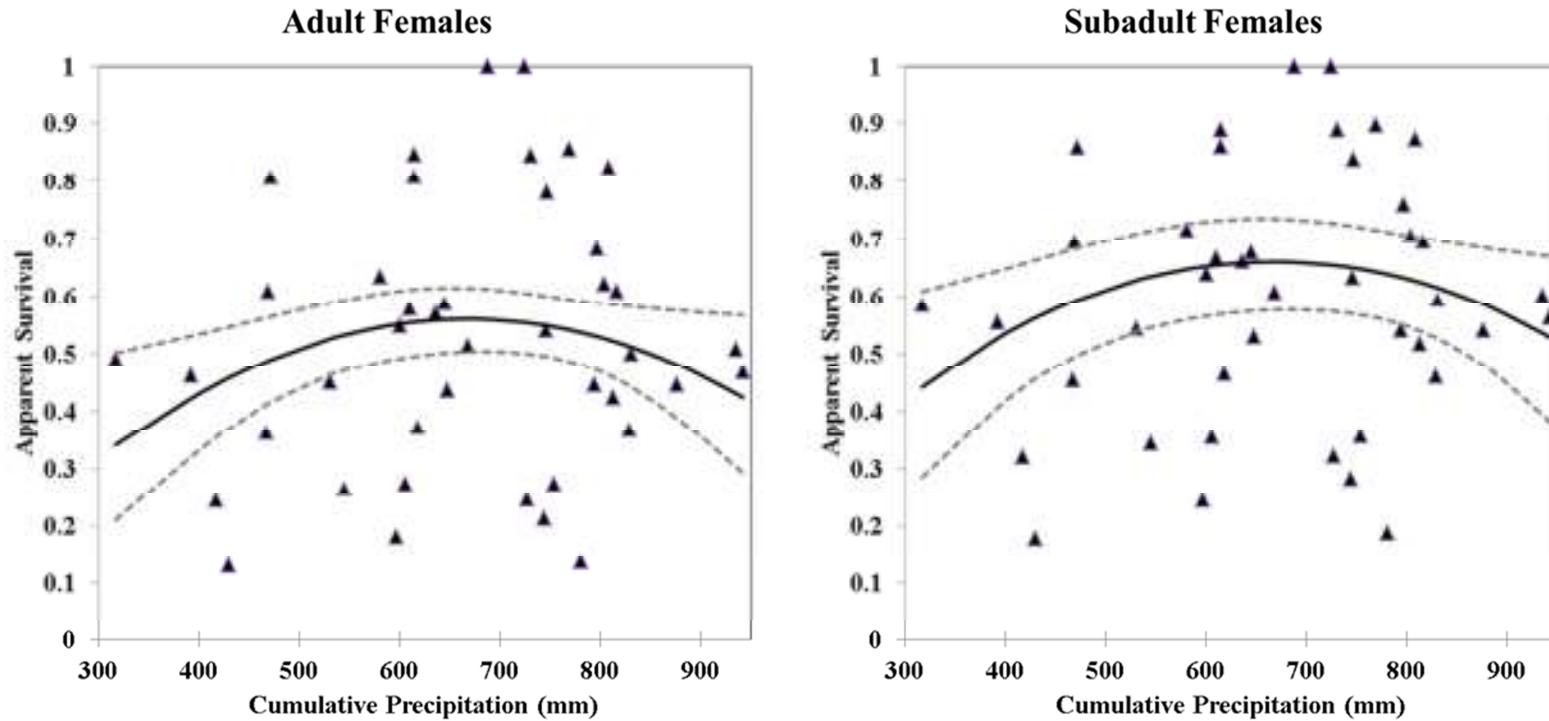 Adult Females
1
0.9
0.8
0.7
0.6
0.5
0.4
0.3
0.2
0.1
0
Apparent Survival
300 400 500 600 700 800 900
Cumulative Precipitation (mm)
Subadult Females
1
0.9
0.8
0.7
0.6
0.5
0.4
0.3
0.2
0.1
0
Apparent Survival
300 400 500 600 700 800 900
Cumulative Precipitation (mm)